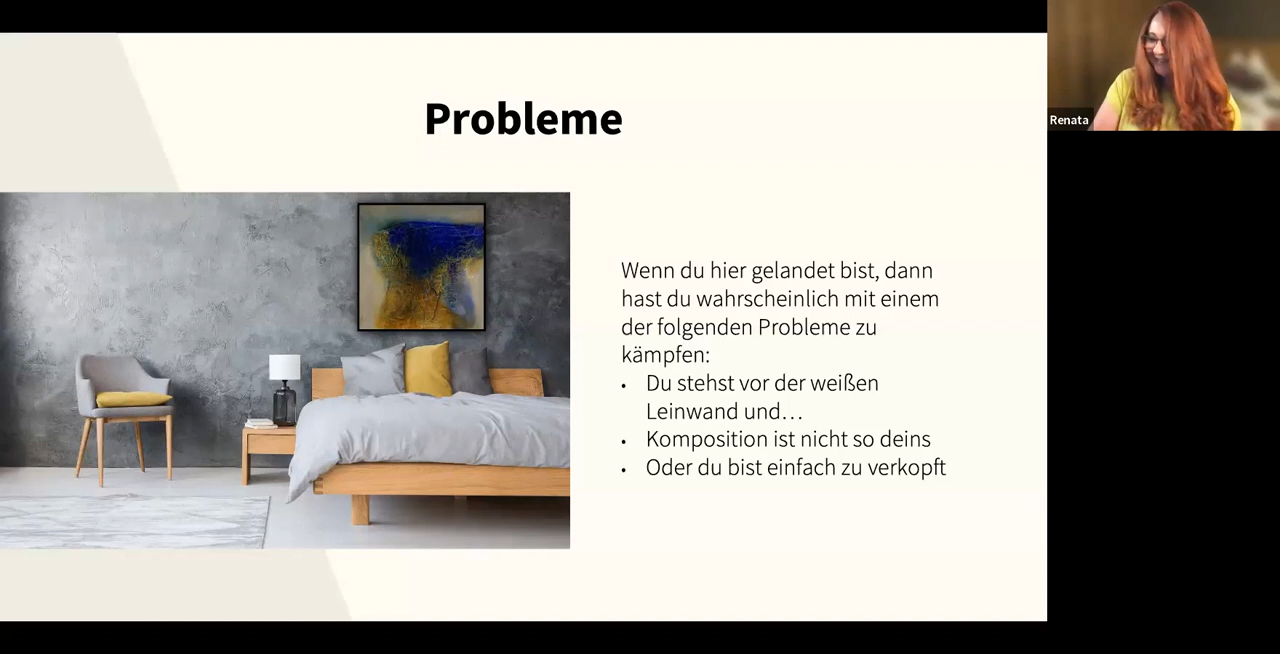 Probleme
Renata
Wenn du hier gelandet bist, dann
hast du wahrscheinlich mit einem
der folgenden Probleme zu
kämpfen:
• Du stehst vor der weißen
Leinwand und…
• Komposition ist nicht so deins
• Oder du bist einfach zu verkopft